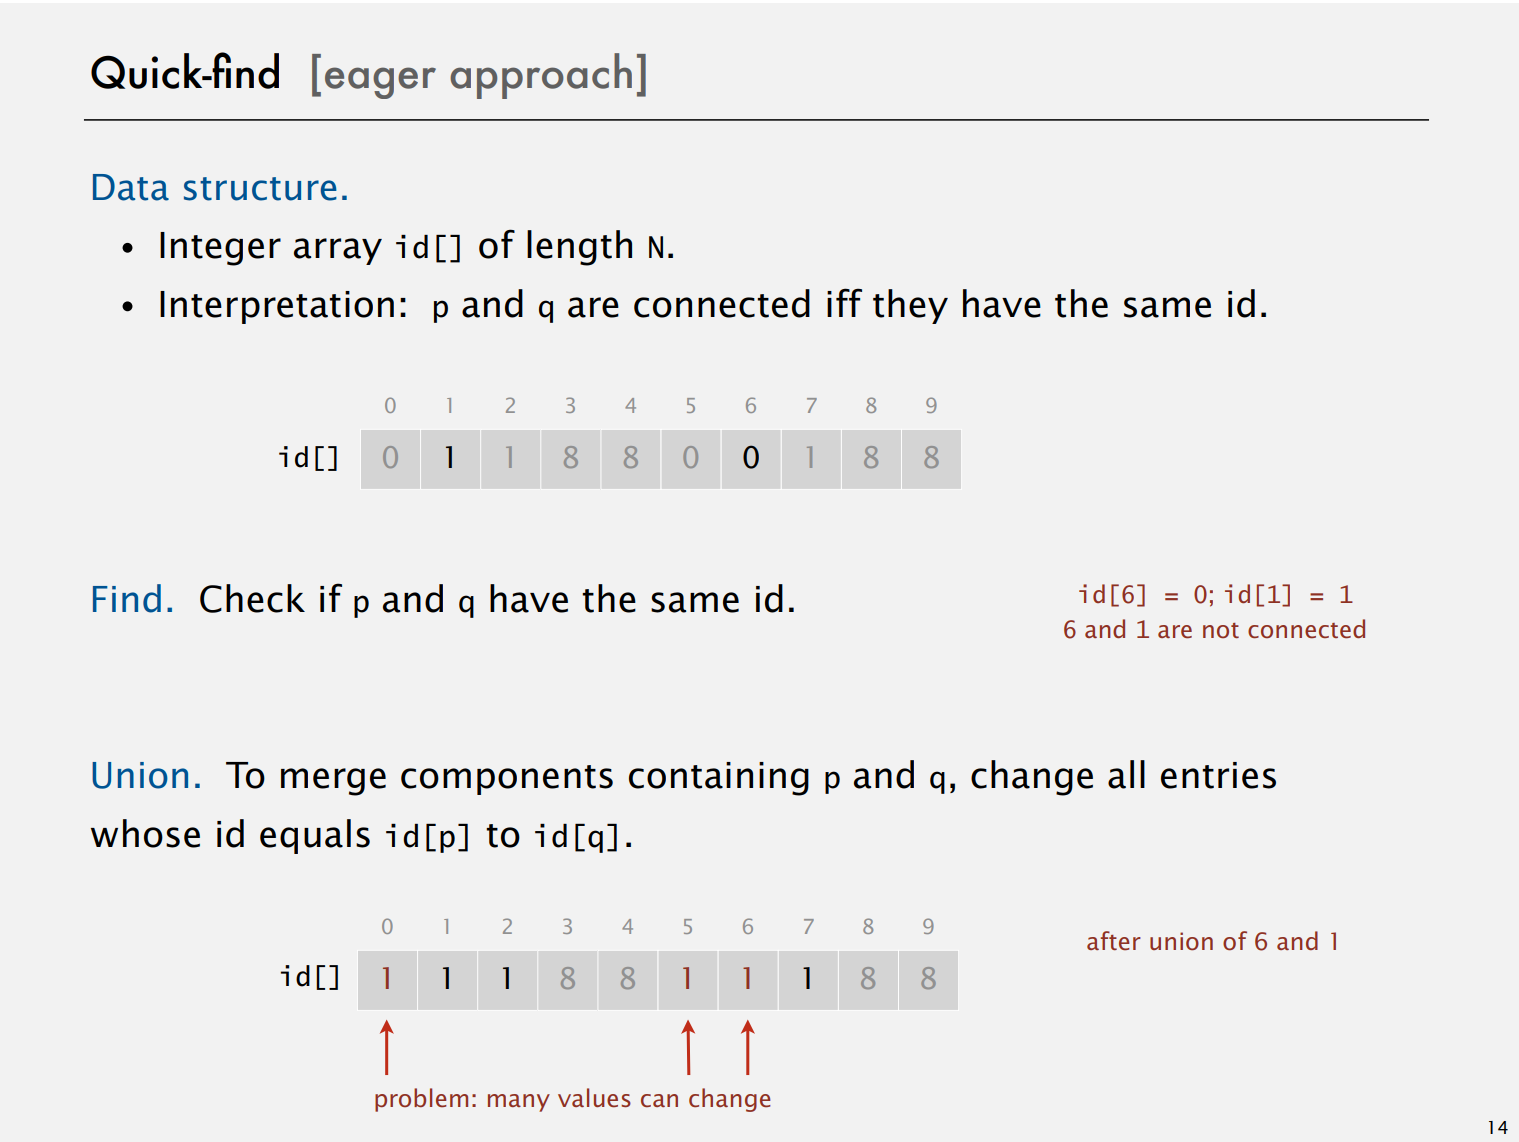 Quick-find [eager approach]
Data structure.
• Integer array id[] of length N.
• Interpretation: p and q are connected iff they have the same id.
0 1 2 3 4 5 6 7 8 9
id[] 0 1 1 8 8 0 0 1 8 8
Find. Check if p and q have the same id.
id[6] = 0; id[1] = 1
6 and 1 are not connected
Union. To merge components containing p and q, change all entries
whose id equals id[p] to id[q].
0 1 2 3 4 5 6 7 8 9
after union of 6 and 1
id[] 1 1 1 8 8 1 1 1 8 8
problem: many values can change
14